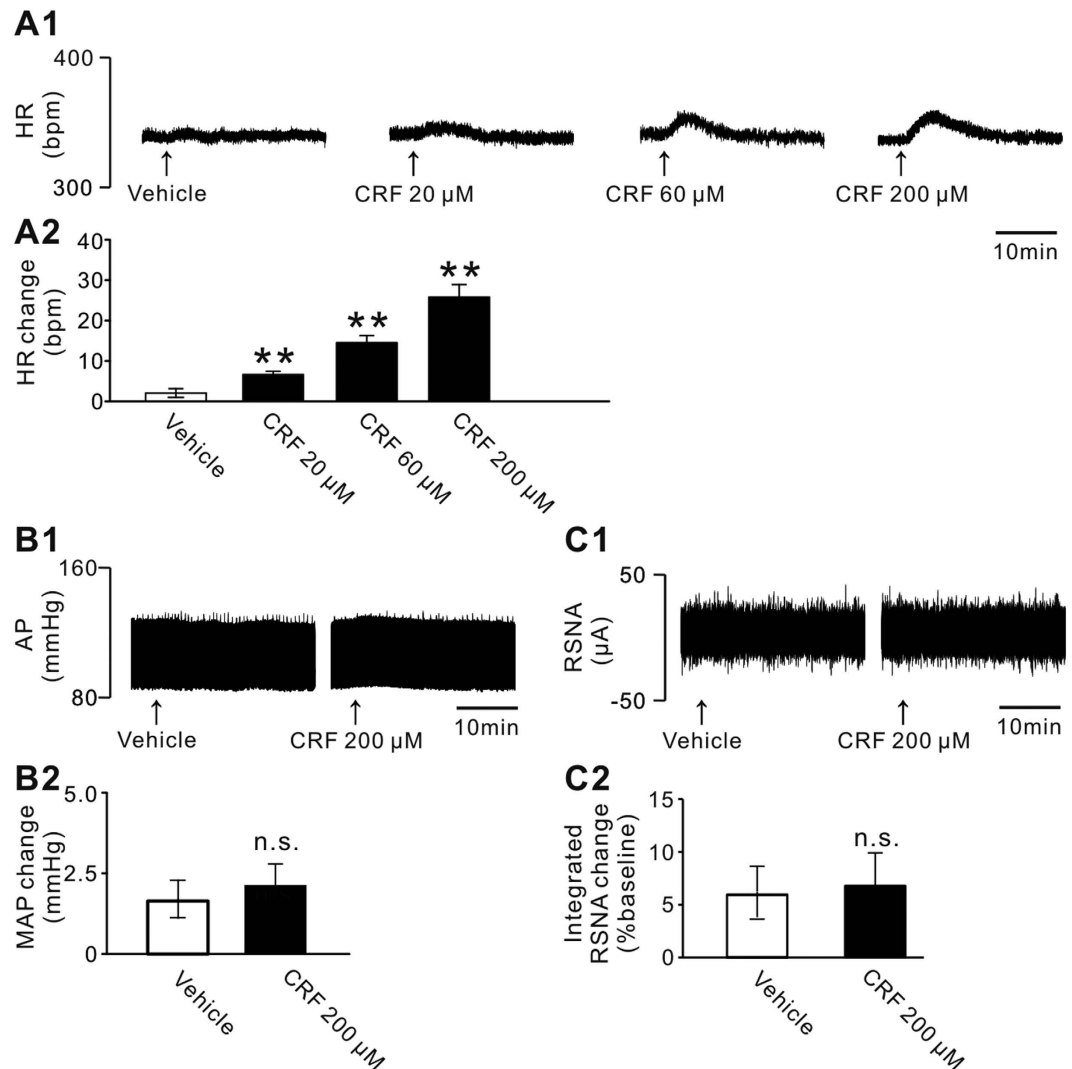 A1
400
HR
(bpm)
300
Vehicle
CRF 20 µM
CRF 60 µM
CRF 200 µM
10min
A2
40
30
20
10
0
HR change
(bpm)
**
**
**
Vehicle
CRF 20 µM
CRF 60 µM
CRF 200 µM
B1
160
AP
(mmHg)
80
Vehicle
CRF 200 µM
10min
C1
50
RSNA
(µA)
-50
Vehicle
CRF 200 µM
10min
B2
5.0
2.5
0
MAP change
(mmHg)
n.s.
Vehicle
CRF 200 µM
C2
15
10
5
0
Integrated
RSNA change
(%baseline)
n.s.
Vehicle
CRF 200 µM